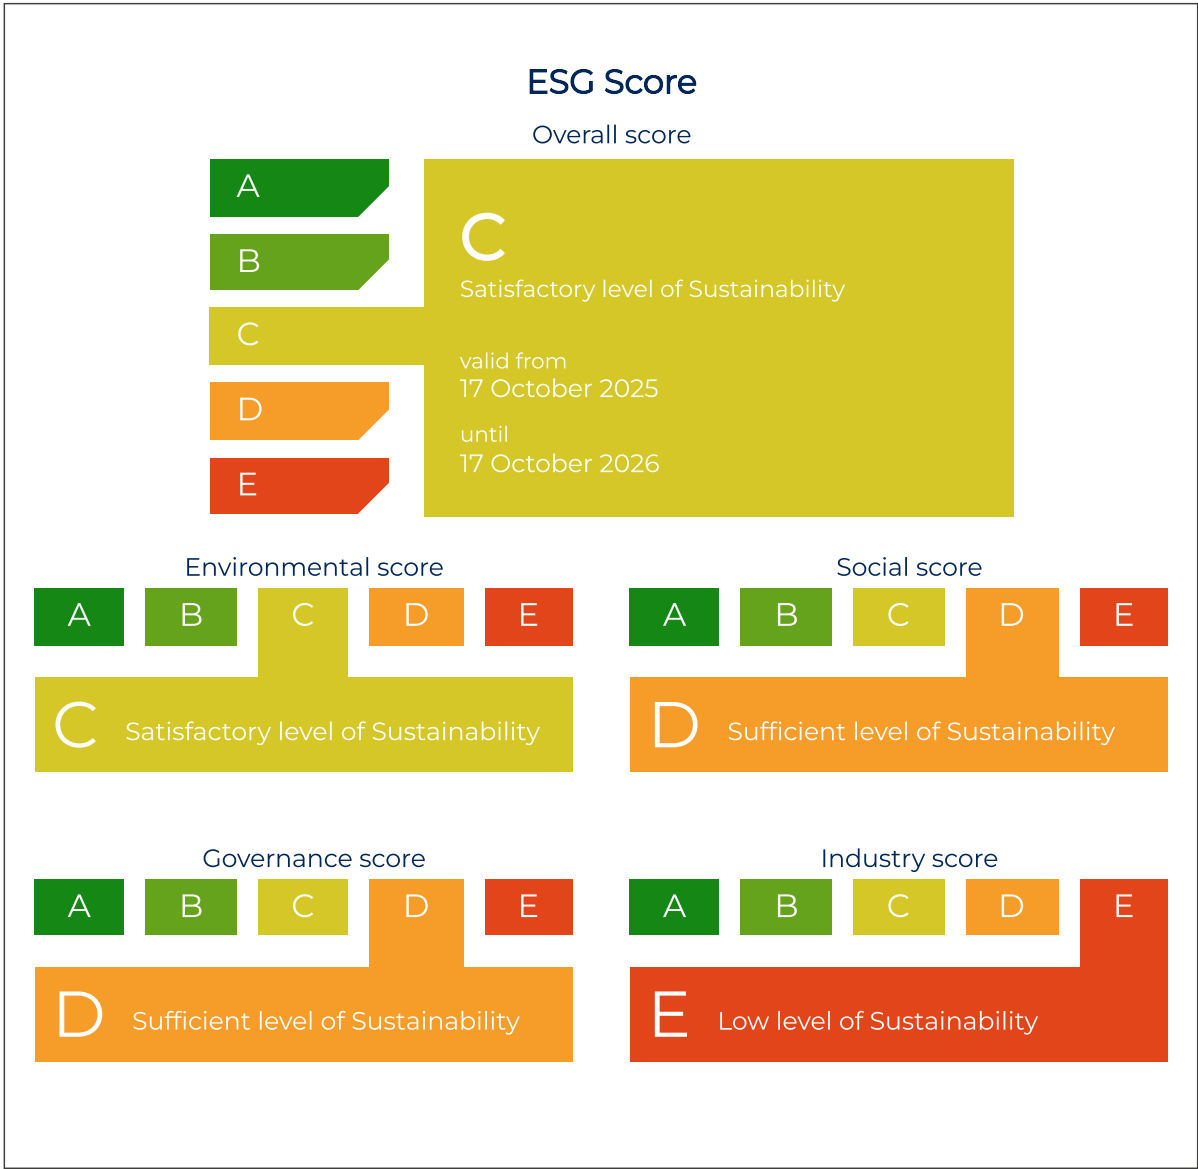 ESG Score
Overall score
A
B
C
D
E
C
Satisfactory level of Sustainability
valid from
17 October 2025
until
17 October 2026
Environmental score
A B C D E
C Satisfactory level of Sustainability
Social score
A B C D E
D Sufficient level of Sustainability
Governance score
A B C D E
D Sufficient level of Sustainability
Industry score
A B C D E
E Low level of Sustainability